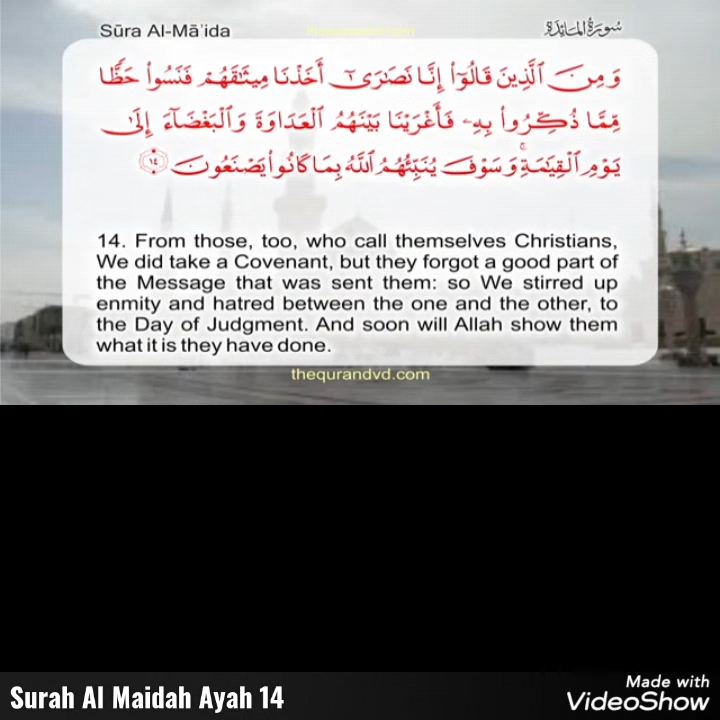 Sūra Al-Mā'ida
سُورَةُ المَائدَة
وَمِنَ ٱلَّذِينَ قَالُوٓا۟ إِنَّا نَصَٰرَىٰٓ أَخَذْنَا مِيثَٰقَهُمْ فَنَسُوا۟ حَظًّا
مِّمَّا ذُكِّرُوا۟ بِهِۦ فَأَغْرَيْنَا بَيْنَهُمُ ٱلْعَدَاوَةَ وَٱلْبَغْضَآءَ إِلَىٰ
يَوْمِ ٱلْقِيَٰمَةِ ۚ وَسَوْفَ يُنَبِّئُهُمُ ٱللَّهُ بِمَا كَانُوا۟ يَصْنَعُونَ ١٤
14. From those, too, who call themselves Christians,
We did take a Covenant, but they forgot a good part of
the Message that was sent them: so We stirred up
enmity and hatred between the one and the other, to
the Day of Judgment. And soon will Allah show them
what it is they have done.
thequrandvd.com
Surah Al Maidah Ayah 14
Made with
VideoShow